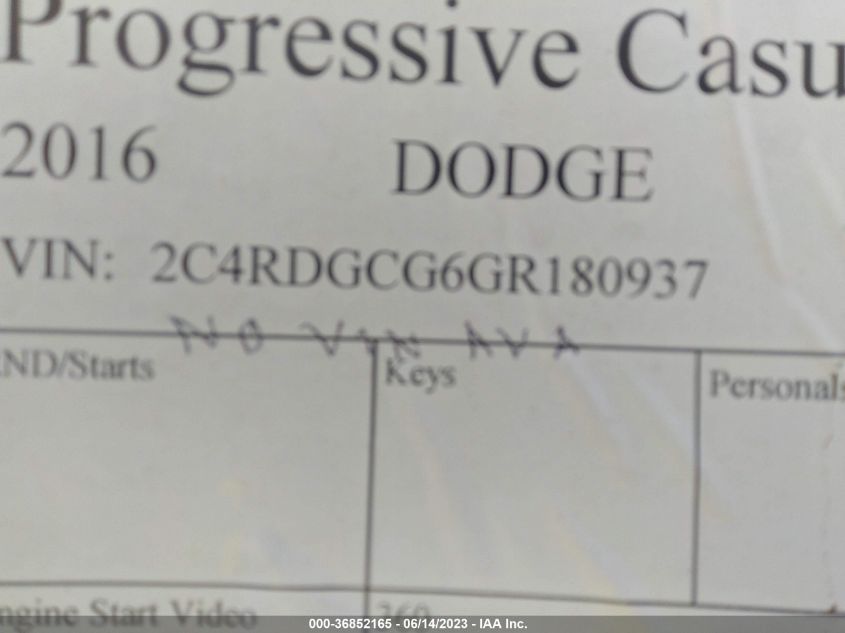 Progressive Casu
2016 DODGE
VIN: 2C4RDGCG6GR180937
NO VIN AVA
ND/Starts Keys Personals
ngine Start Video 360
000-36852165 - 06/14/2023 - IAA Inc.